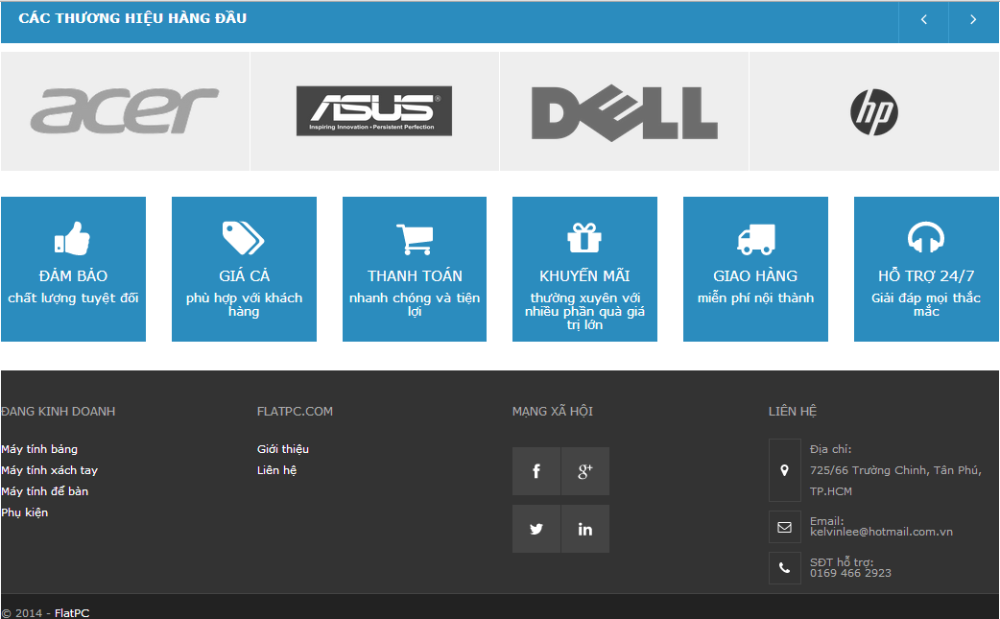 CÁC THƯƠNG HIỆU HÀNG ĐẦU
acer
ASUS®
Inspiring Innovation • Persistent Perfection
DELL
hp
ĐẢM BẢO
chất lượng tuyệt đối
GIÁ CẢ
phù hợp với khách
hàng
THANH TOÁN
nhanh chóng và tiện
lợi
KHUYẾN MÃI
thường xuyên với
nhiều phần quà giá
trị lớn
GIAO HÀNG
miễn phí nội thành
HỖ TRỢ 24/7
Giải đáp mọi thắc
mắc
ĐANG KINH DOANH
Máy tính bảng
Máy tính xách tay
Máy tính để bàn
Phụ kiện
FLATPC.COM
Giới thiệu
Liên hệ
MẠNG XÃ HỘI
f
g+
in
LIÊN HỆ
Địa chỉ:
725/66 Trường Chinh, Tân Phú,
TP.HCM
Email:
kelvinlee@hotmail.com.vn
SĐT hỗ trợ:
0169 466 2923
© 2014 - FlatPC